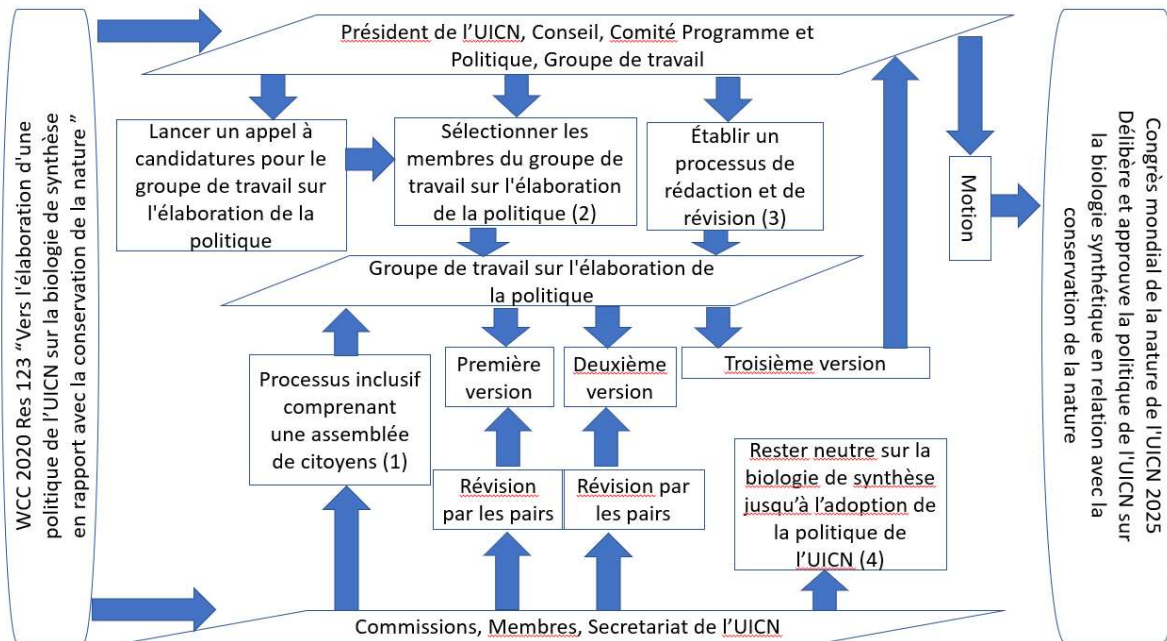 WCC 2020 Res 123 “Vers l'élaboration d'une
politique de l’UICN sur la biologie de synthèse
en rapport avec la conservation de la nature ”
Président de l’UICN, Conseil, Comité Programme et
Politique, Groupe de travail
Lancer un appel à
candidatures pour le
groupe de travail sur
l'élaboration de la
politique
Sélectionner les
membres du groupe de
travail sur l'élaboration
de la politique (2)
Établir un
processus de
rédaction et de
révision (3)
Motion
Groupe de travail sur l'élaboration de
la politique
Processus inclusif
comprenant
une assemblée
de citoyens (1)
Première
version
Deuxième
version
Troisième version
Révision
par les pairs
Révision par
les pairs
Rester neutre sur la
biologie de synthèse
jusqu’à l’adoption de
la politique de
l’UICN (4)
Commissions, Membres, Secretariat de l’UICN
Congrès mondial de la nature de l'UICN 2025
Délibère et approuve la politique de l'UICN sur
la biologie synthétique en relation avec la
conservation de la nature